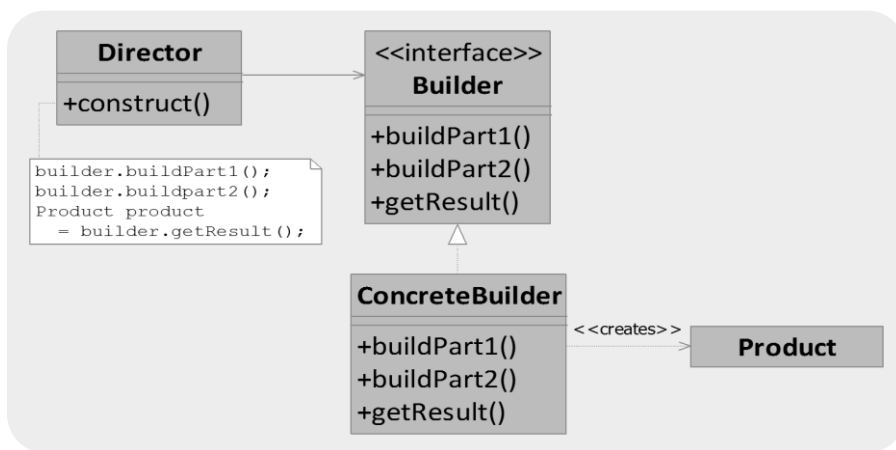 Director
+construct()
<<interface>>
Builder
+buildPart1()
+buildPart2()
+getResult()
builder.buildPart1();
builder.buildpart2();
Product product
= builder.getResult();
ConcreteBuilder
+buildPart1()
+buildPart2()
+getResult()
<<creates>>
Product